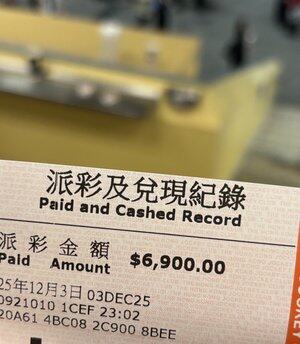 派彩及兌現紀錄
Paid and Cashed Record
派彩金額 $6,900.00
Paid Amount
25年12月3日 03DEC25
0921010 1CEF 23:02
20A61 4BC08 2C900 8BEE